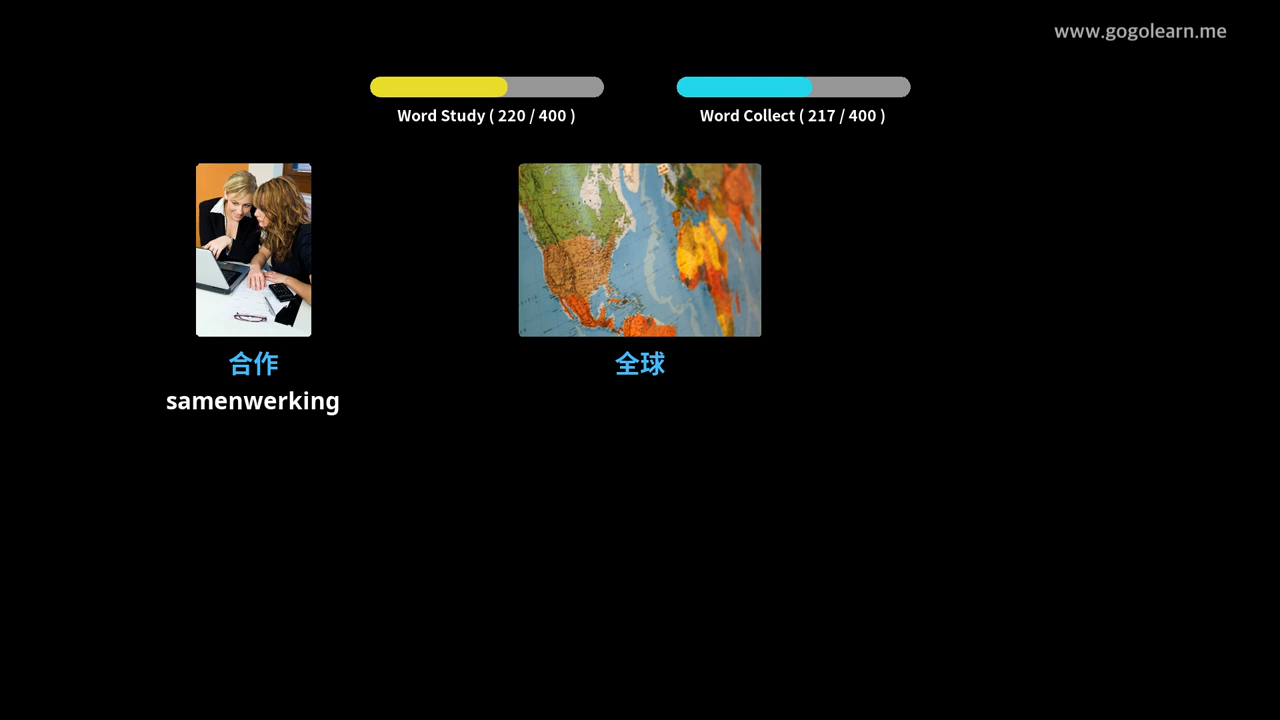 www.gogolearn.me
Word Study ( 220 / 400 )
Word Collect ( 217 / 400 )
合作
全球
samenwerking